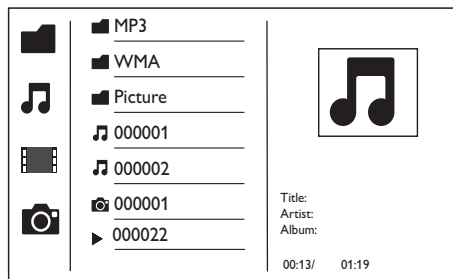 MP3
WMA
Picture
000001
000002
000001
000022
Title:
Artist:
Album:
00:13/ 01:19